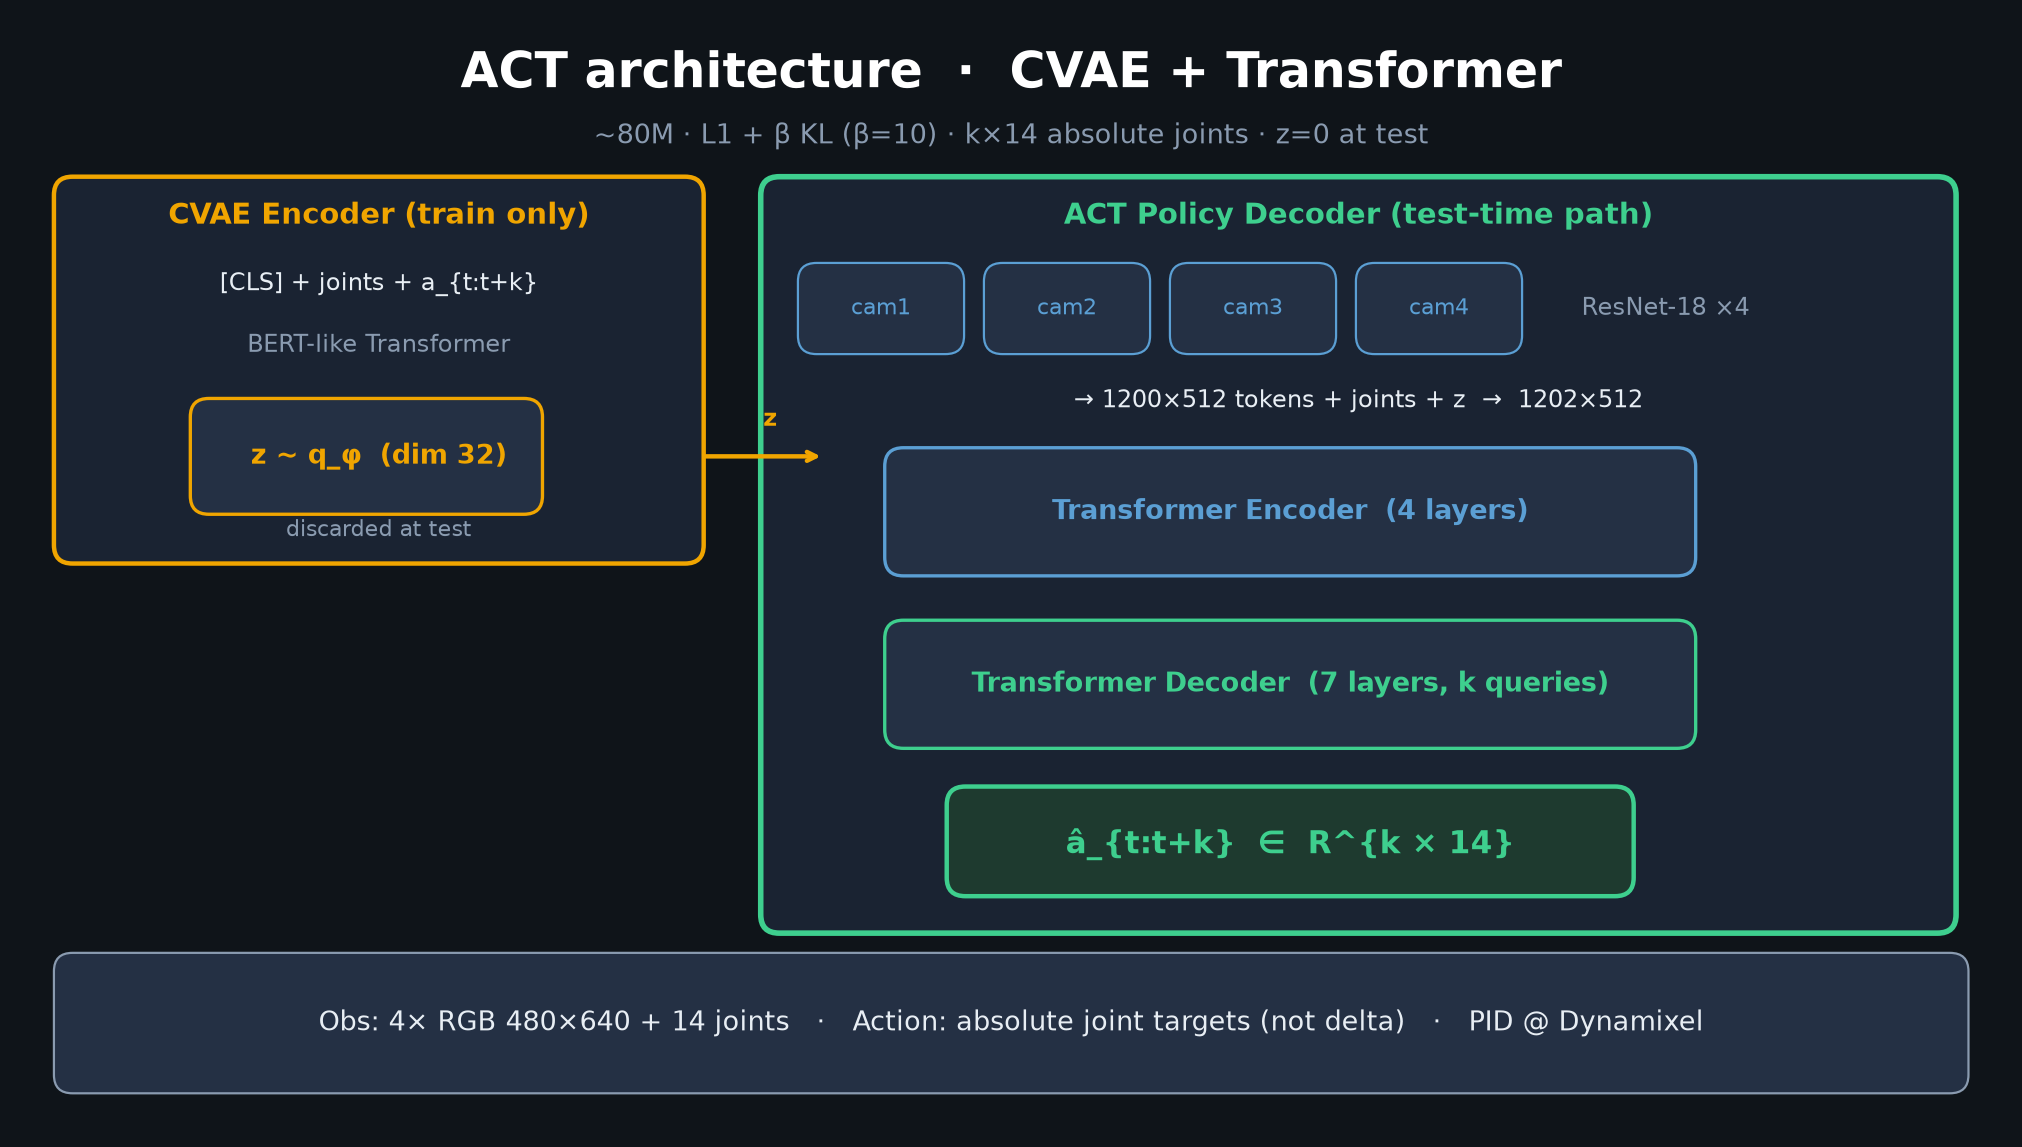 ACT architecture · CVAE + Transformer
~80M · L1 + β KL (β=10) · k×14 absolute joints · z=0 at test
CVAE Encoder (train only)
[CLS] + joints + a_{t:t+k}
BERT-like Transformer
z ~ q_φ (dim 32)
discarded at test
z
ACT Policy Decoder (test-time path)
cam1 cam2 cam3 cam4 ResNet-18 ×4
→ 1200×512 tokens + joints + z → 1202×512
Transformer Encoder (4 layers)
Transformer Decoder (7 layers, k queries)
â_{t:t+k} ∈ R^{k × 14}
Obs: 4× RGB 480×640 + 14 joints · Action: absolute joint targets (not delta) · PID @ Dynamixel